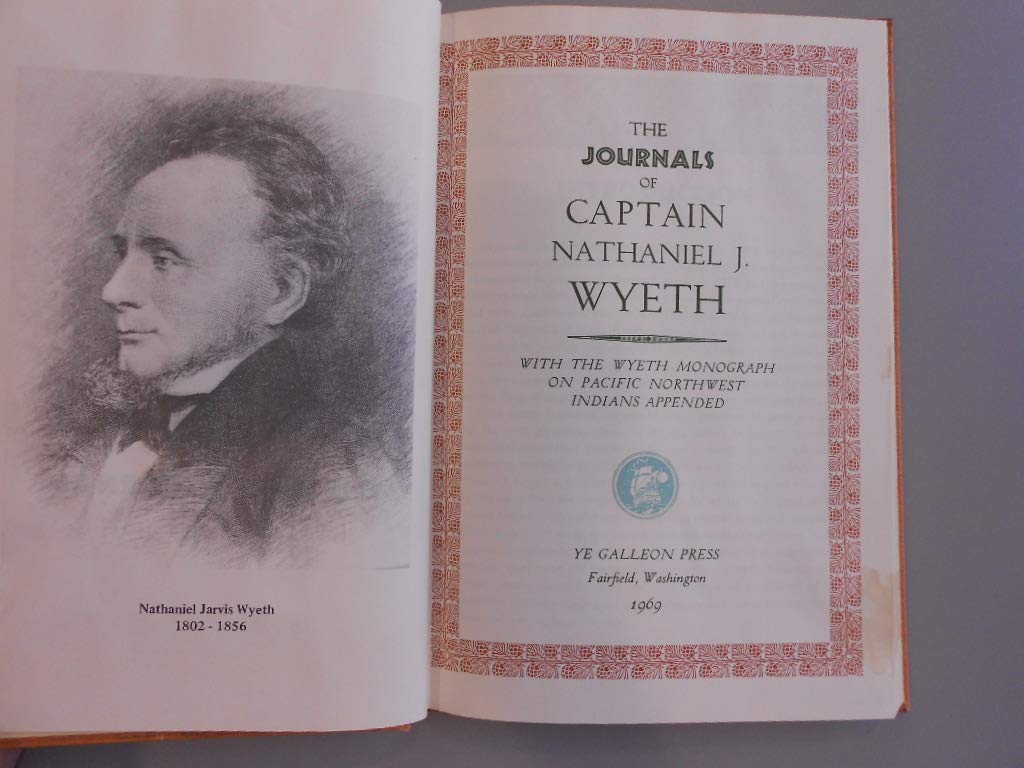 Nathaniel Jarvis Wyeth
1802 - 1856
THE
JOURNALS
OF
CAPTAIN
NATHANIEL J.
WYETH
WITH THE WYETH MONOGRAPH
ON PACIFIC NORTHWEST
INDIANS APPENDED
YE GALLEON PRESS
Fairfield, Washington
1969